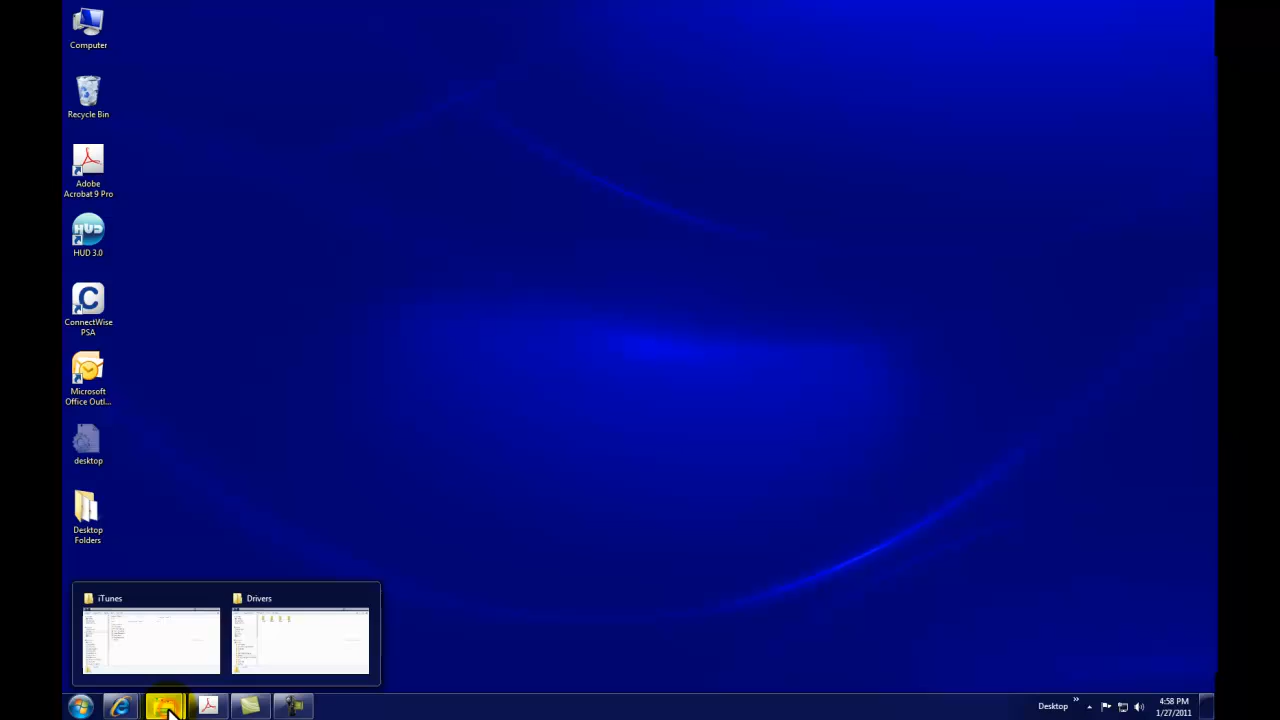 Computer
Recycle Bin
Adobe
Acrobat 9 Pro
HUD
HUD 3.0
C
ConnectWise
PSA
Microsoft
Office Outl...
desktop
Desktop
Folders
iTunes
Drivers
Desktop
»
4:58 PM
1/27/2011